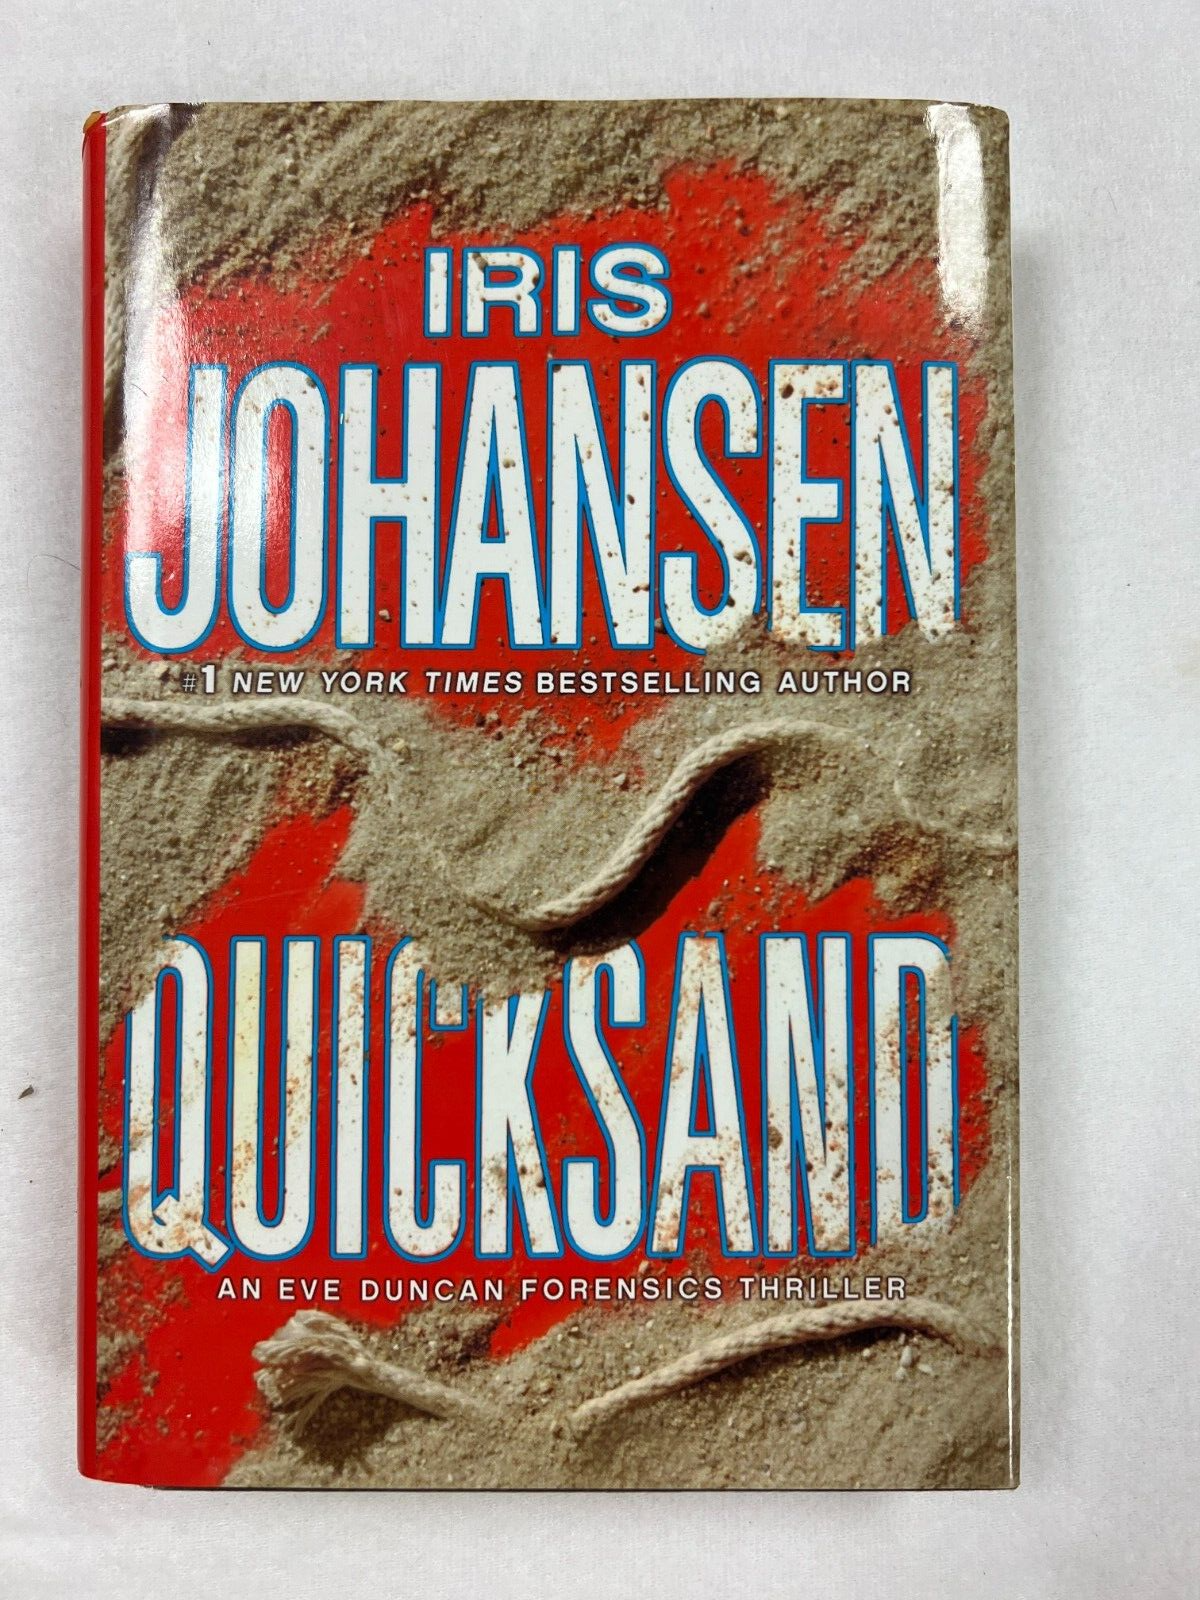 IRIS
JOHANSEN
#1 NEW YORK TIMES BESTSELLING AUTHOR
QUICKSAND
AN EVE DUNCAN FORENSICS THRILLER